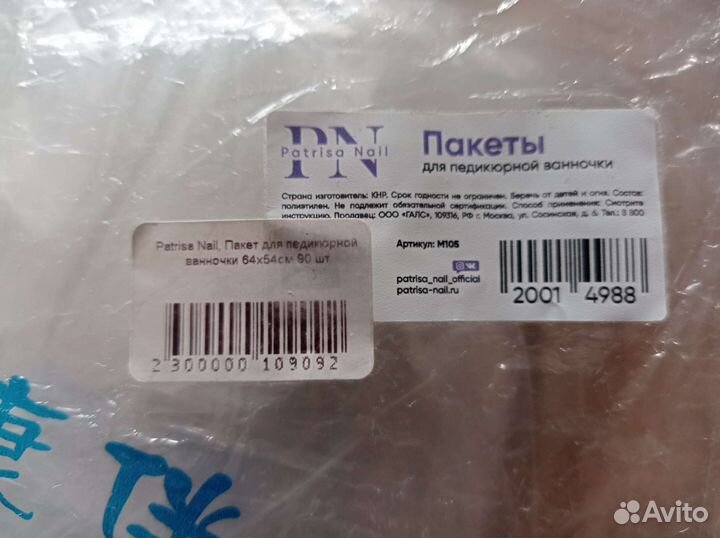 PN
Patrisa Nail
Пакеты
для педикюрной ванночки
Страна изготовитель: КНР. Срок годности не ограничен. Беречь от детей и огня. Состав:
полиэтилен. Не подлежит обязательной сертификации. Способ применения: Смотрите
инструкцию. Продавец: ООО «ГАЛС», 109316, РФ г. Москва, ул. Сосинская, д. 6. Тел.: 8 800
Артикул: M105
patrisa_nail_official
patrisa-nail.ru
2001 4988
Patrisa Nail, Пакет для педикюрной
ванночки 64х54см 90 шт
2 300000 109092
Avito